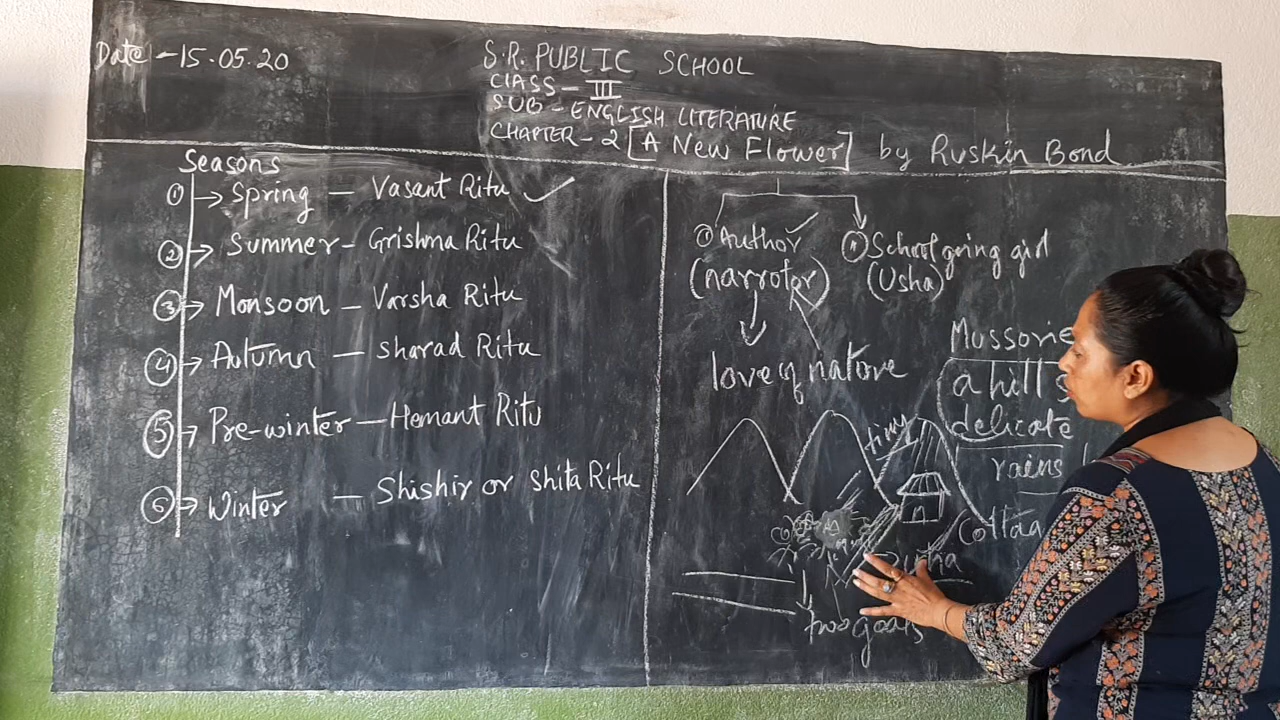 Date - 15.05.20
S.R. PUBLIC SCHOOL
CLASS - III
SUB - ENGLISH LITERATURE
CHAPTER - 2 [A New Flower] by Ruskin Bond
Seasons
① → Spring — Vasant Ritu ✓
② → Summer - Grishma Ritu
③ → Monsoon - Varsha Ritu
④ → Autumn — Sharad Ritu
⑤ → Pre-winter - Hemant Ritu
⑥ → Winter — Shishir or Shita Ritu
Author ✓
(narrotor)
School going girl
(Usha)
love of nature
Mussorie
a hill s
delicate
rains
tiny
Cottaa
Usha
two goats